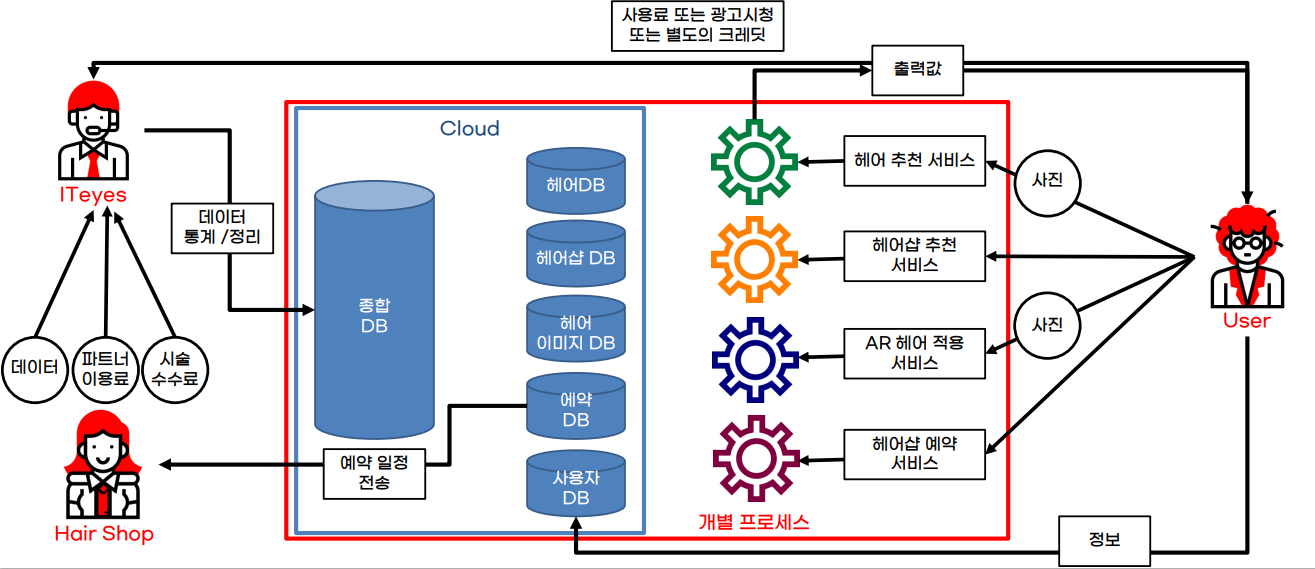 사용료 또는 광고시청
또는 별도의 크레딧
출력값
Cloud
ITeyes
데이터
통계 /정리
종합
DB
헤어DB
헤어샵 DB
헤어
이미지 DB
에약
DB
사용자
DB
헤어 추천 서비스
헤어샵 추천
서비스
AR 헤어 적용
서비스
헤어샵 예약
서비스
사진
사진
User
데이터
파트너
이용료
시술
수수료
예약 일정
전송
Hair Shop
개별 프로세스
정보